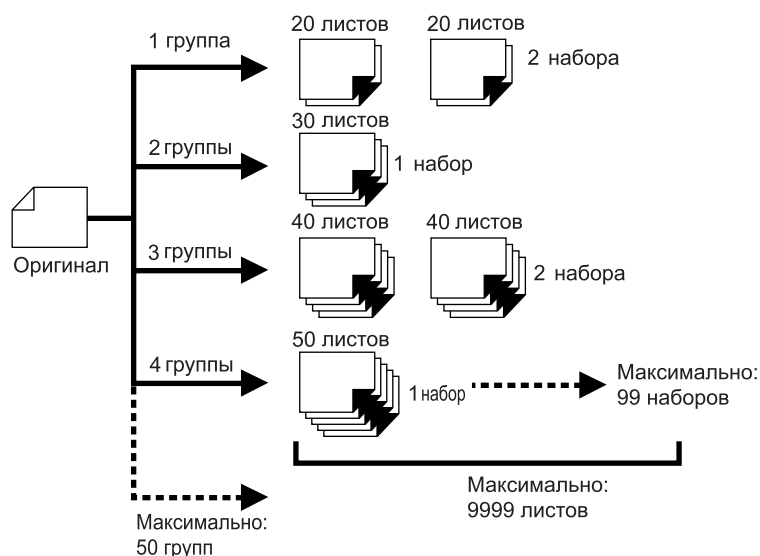 20 листов
20 листов
1 группа
2 набора
30 листов
2 группы
1 набор
40 листов
40 листов
3 группы
Оригинал
2 набора
50 листов
4 группы
1 набор
Максимально:
99 наборов
Максимально:
9999 листов
Максимально:
50 групп